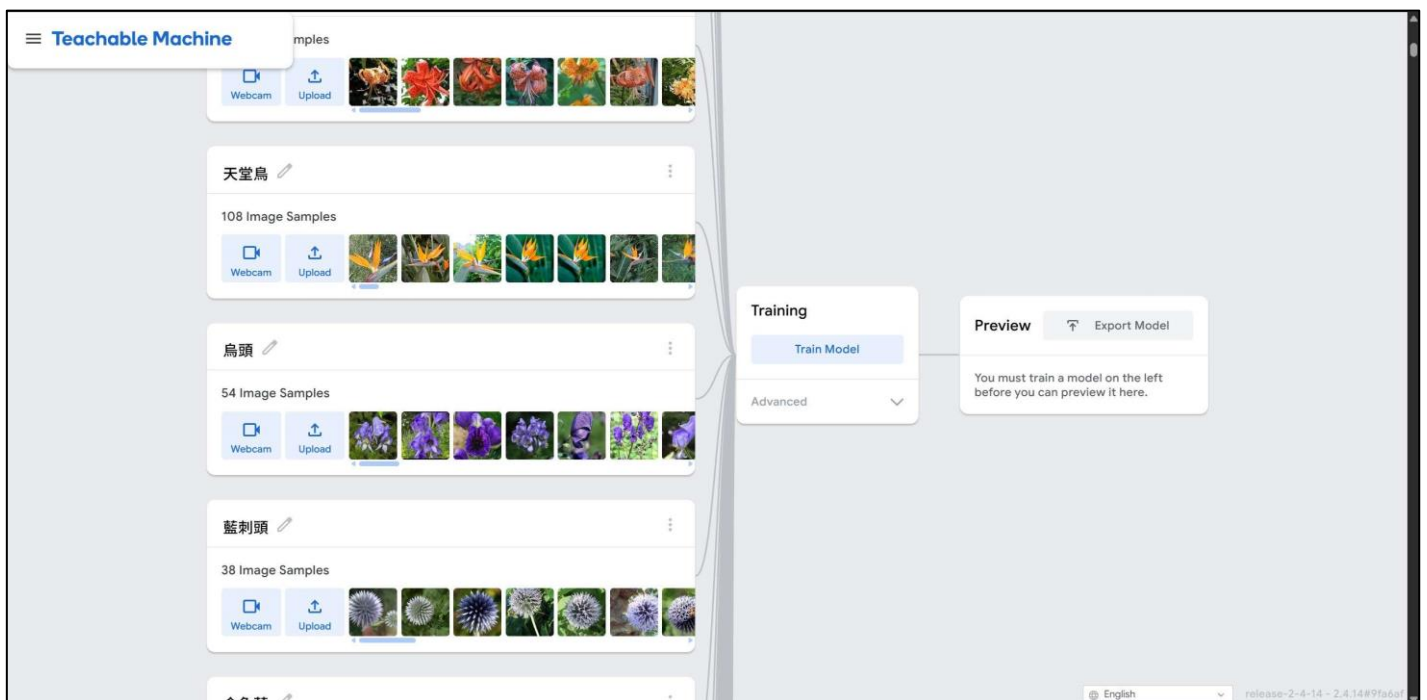 Teachable Machine
mples
Webcam
Upload
天堂鳥
108 Image Samples
Webcam
Upload
烏頭
54 Image Samples
Webcam
Upload
藍刺頭
38 Image Samples
Webcam
Upload
Training
Train Model
Advanced
Preview
Export Model
You must train a model on the left
before you can preview it here.
English
release-2-4-14 - 2.4.14#9fa6af